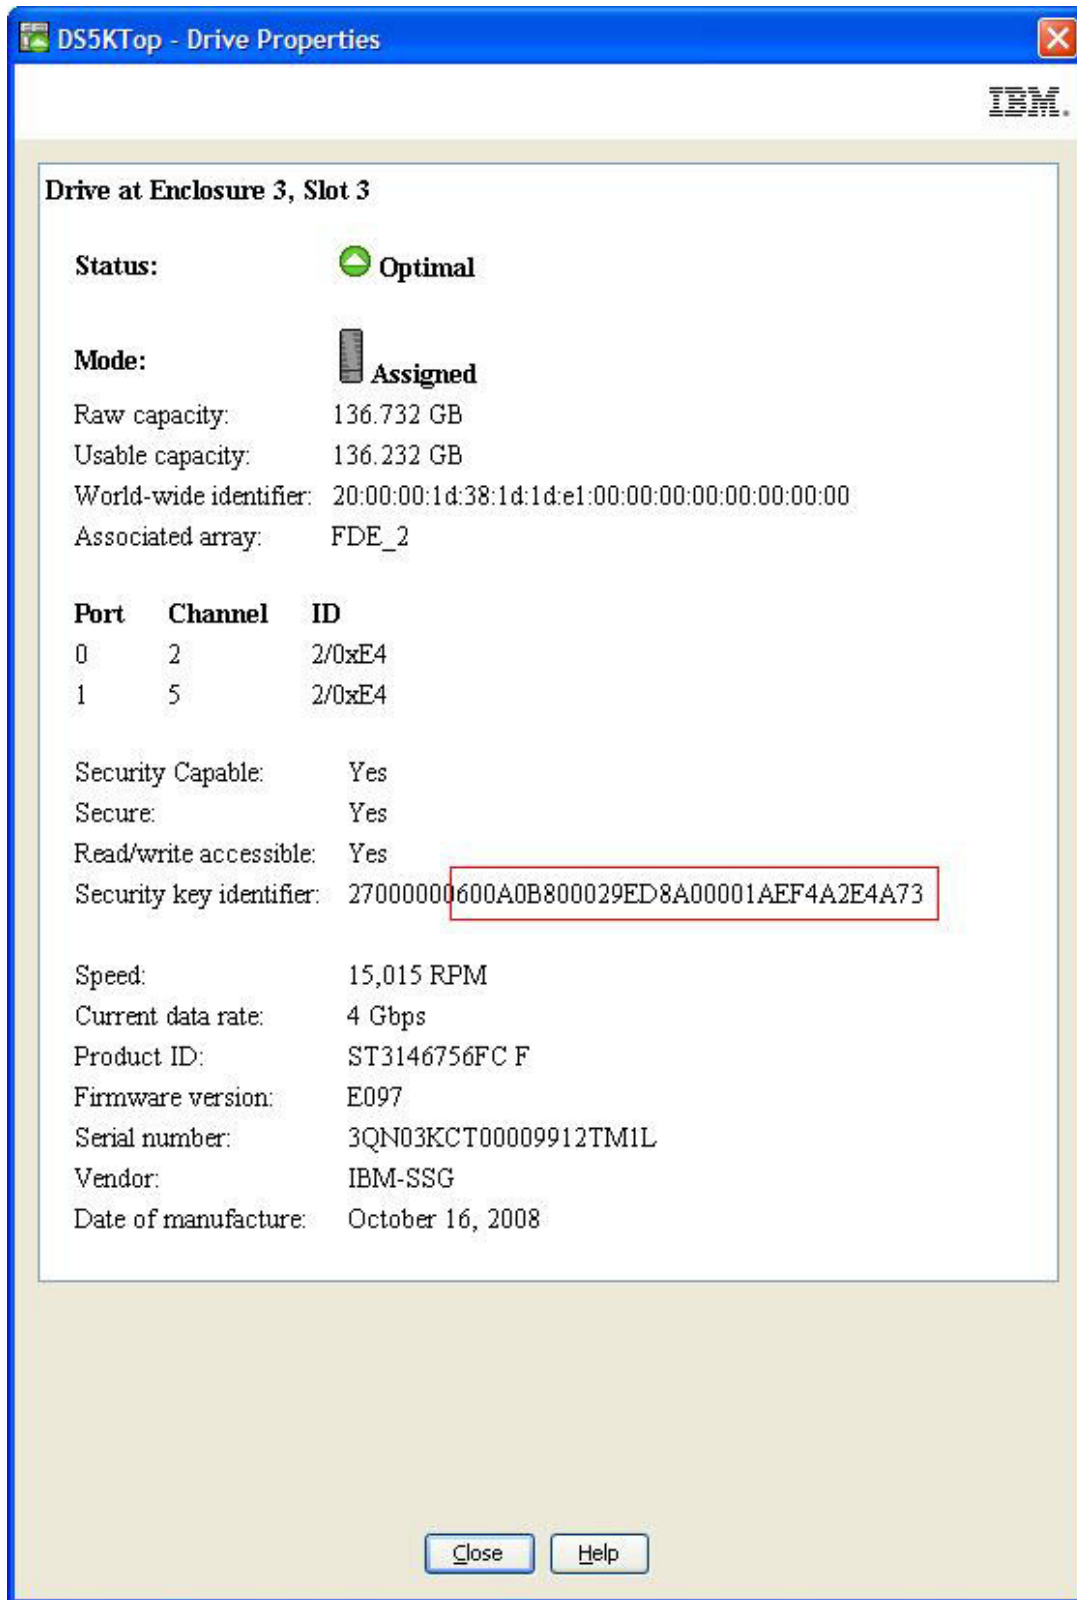 DS5KTop - Drive Properties
IBM.
Drive at Enclosure 3, Slot 3
Status: Optimal
Mode: Assigned
Raw capacity: 136.732 GB
Usable capacity: 136.232 GB
World-wide identifier: 20:00:00:1d:38:1d:1d:e1:00:00:00:00:00:00:00:00
Associated array: FDE_2
Port Channel ID
0 2 2/0xE4
1 5 2/0xE4
Security Capable: Yes
Secure: Yes
Read/write accessible: Yes
Security key identifier: 27000000600A0B800029ED8A00001AEF4A2E4A73
Speed: 15,015 RPM
Current data rate: 4 Gbps
Product ID: ST3146756FC F
Firmware version: E097
Serial number: 3QN03KCT00009912TM1L
Vendor: IBM-SSG
Date of manufacture: October 16, 2008
Close Help